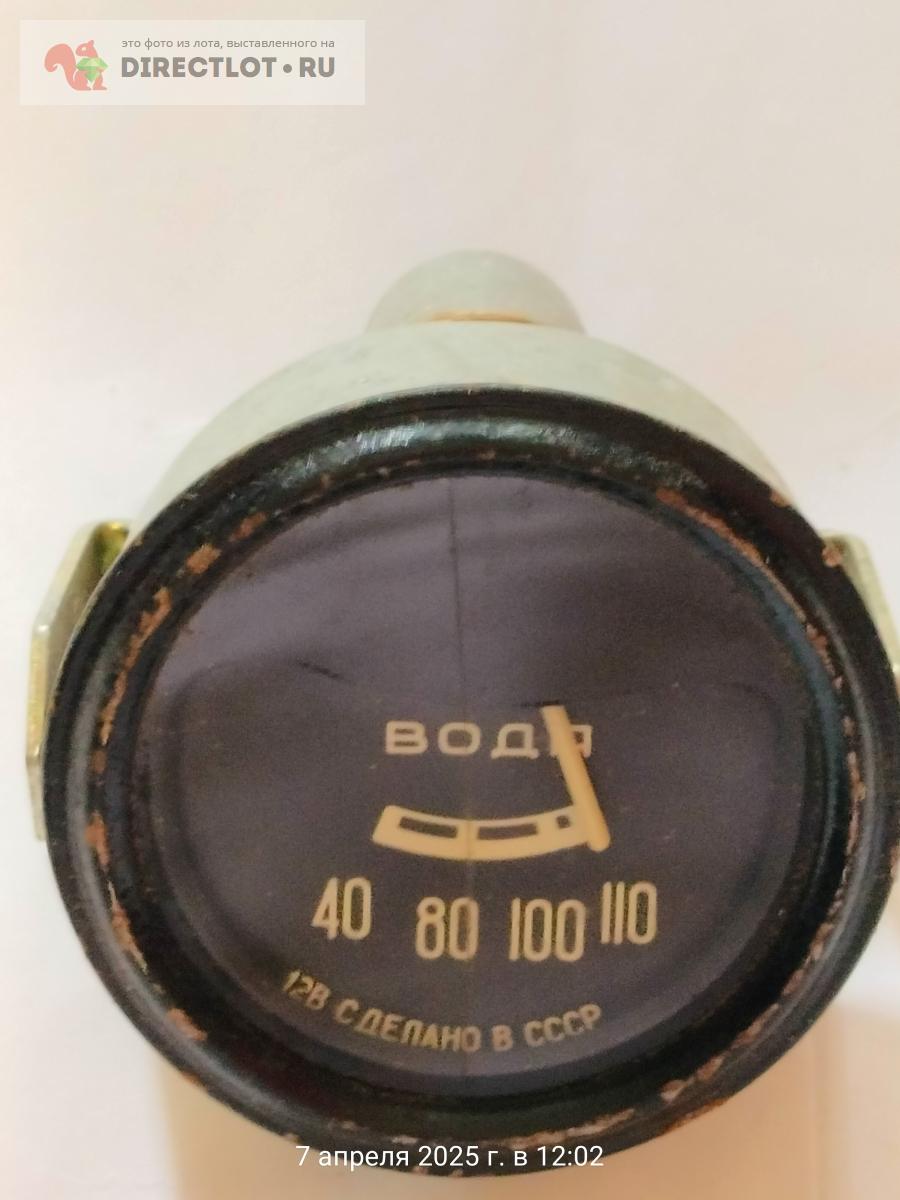 это фото из лота, выставленного на
DIRECTLOT•RU
ВОДА
40 80 100 110
12В СДЕЛАНО В СССР
7 апреля 2025 г. в 12:02